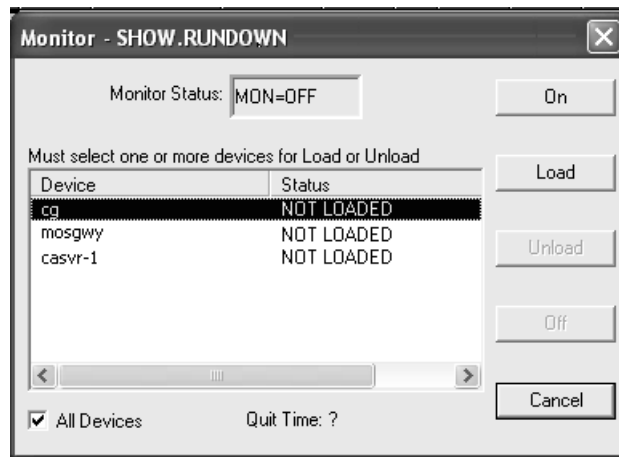 Monitor - SHOW.RUNDOWN
Monitor Status: MON=OFF
On
Must select one or more devices for Load or Unload
Load
Device Status
cg NOT LOADED
mosgwy NOT LOADED
casvr-1 NOT LOADED
Unload
Off
Cancel
All Devices Quit Time: ?